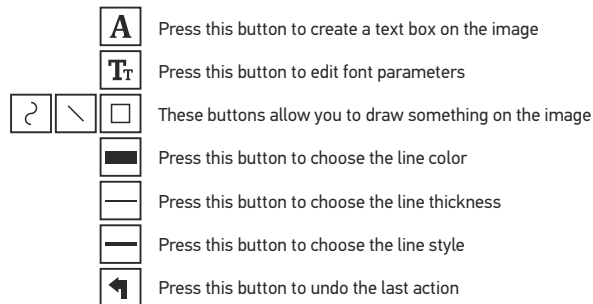 A Press this button to create a text box on the image
TT Press this button to edit font parameters
These buttons allow you to draw something on the image
Press this button to choose the line color
Press this button to choose the line thickness
Press this button to choose the line style
Press this button to undo the last action